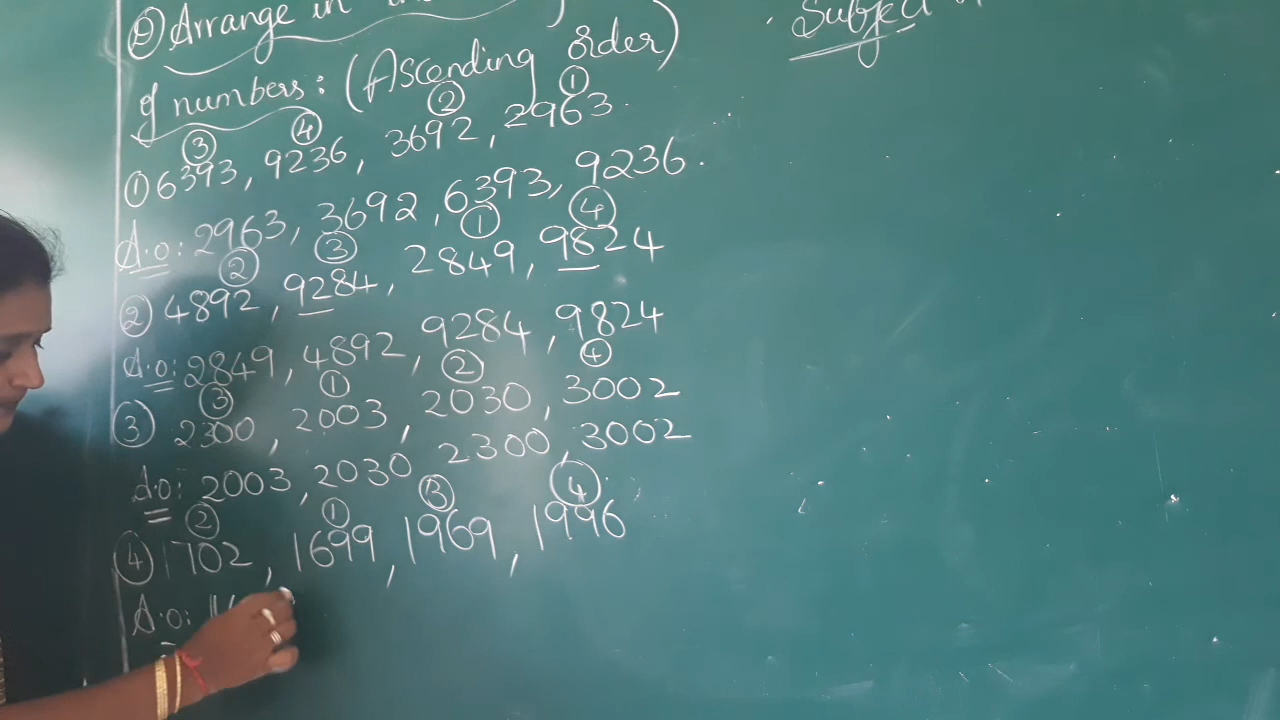 ② Arrange in
of numbers: (Ascending order)
③ ④ ② ①
① 6393, 9236, 3692, 2963.
A.O: 2963, 3692, 6393, 9236.
② ③ ① ④
② 4892, 9284, 2849, 9824
A.O: 2849, 4892, 9284, 9824
③ ① ② ④
③ 2300, 2003, 2030, 3002
A.O: 2003, 2030, 2300, 3002
② ① ③ ④
④ 1702, 1699, 1969, 1996
A.O: